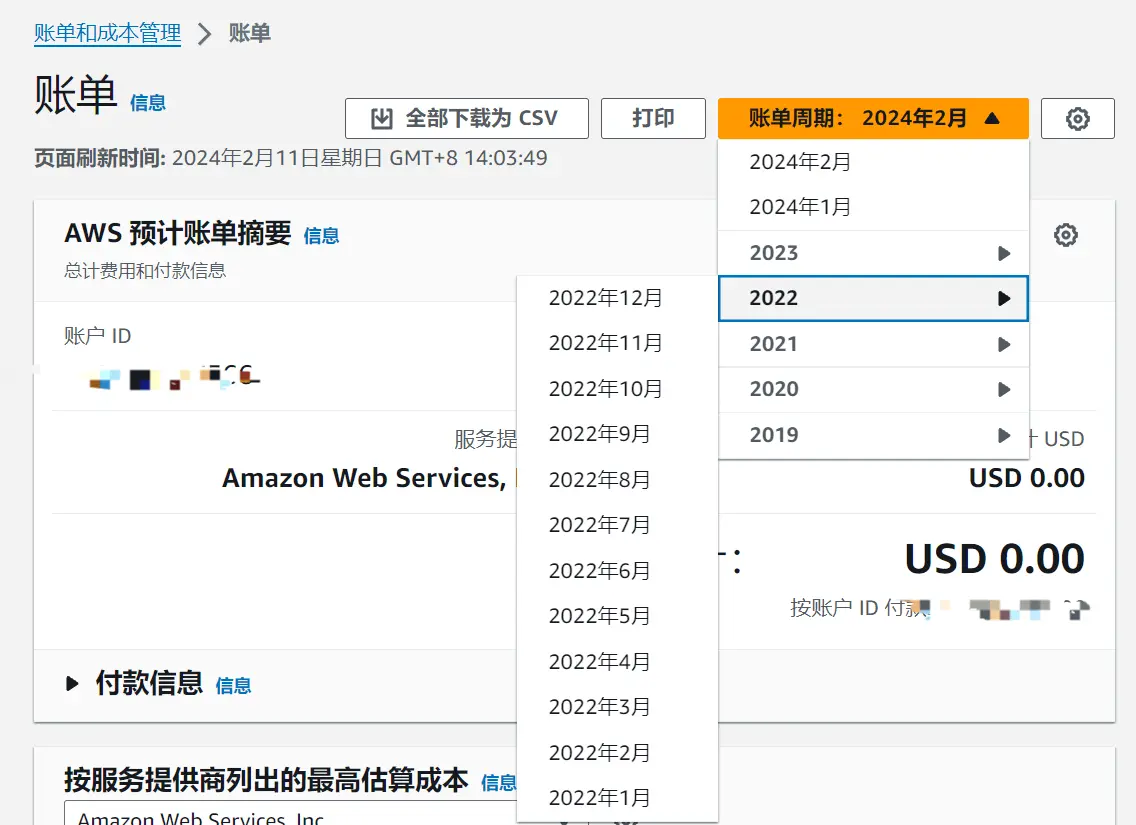 账单和成本管理 > 账单
账单 信息
全部下载为 CSV
打印
账单周期： 2024年2月
页面刷新时间: 2024年2月11日星期日 GMT+8 14:03:49
2024年2月
2024年1月
2023
2022
2021
2020
2019
2022年12月
2022年11月
2022年10月
2022年9月
2022年8月
2022年7月
2022年6月
2022年5月
2022年4月
2022年3月
2022年2月
2022年1月
AWS 预计账单摘要 信息
总计费用和付款信息
账户 ID
服务提
USD
Amazon Web Services,
USD 0.00
USD 0.00
按账户 ID 付款
付款信息 信息
按服务提供商列出的最高估算成本 信息
Amazon Web Services, Inc.